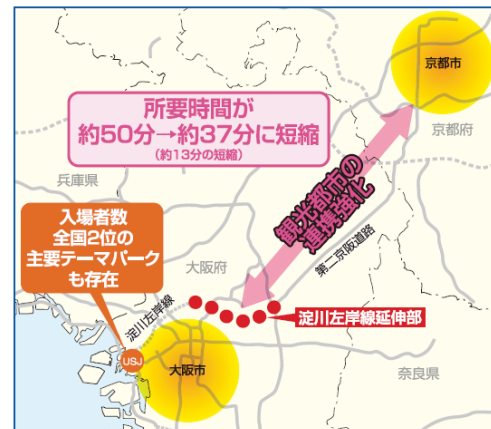 京都市
所要時間が
約50分→約37分に短縮
(約13分の短縮)
京都府
兵庫県
観光都市の
連携強化
入場者数
全国2位の
主要テーマパーク
も存在
大阪府
第二京阪道路
淀川左岸線
淀川左岸線延伸部
USJ
大阪市
奈良県